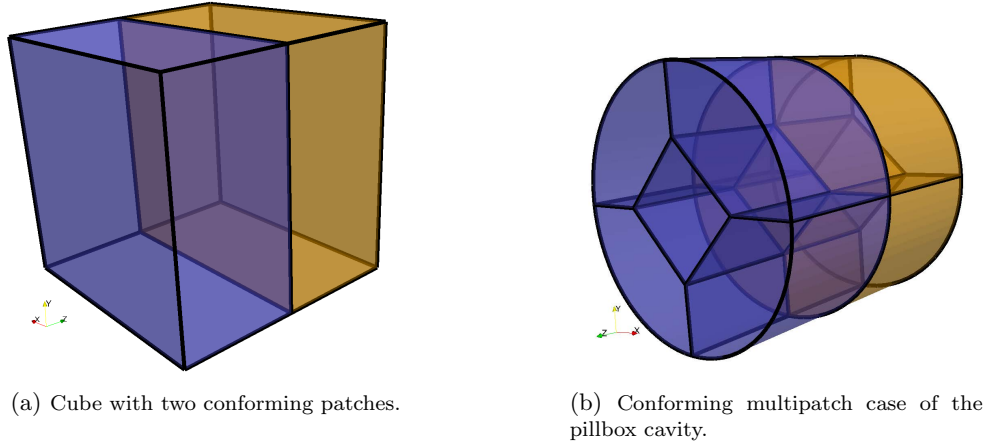 Y
X Z
Y
Z X
(a) Cube with two conforming patches.
(b) Conforming multipatch case of the
pillbox cavity.